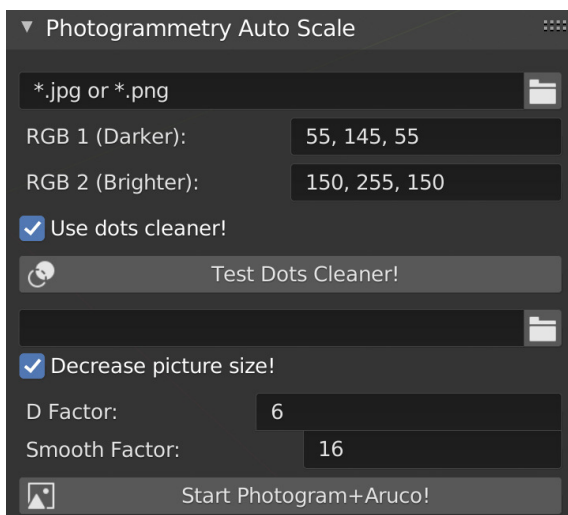 Photogrammetry Auto Scale
*.jpg or *.png
RGB 1 (Darker): 55, 145, 55
RGB 2 (Brighter): 150, 255, 150
Use dots cleaner!
Test Dots Cleaner!
Decrease picture size!
D Factor: 6
Smooth Factor: 16
Start Photogram+Aruco!